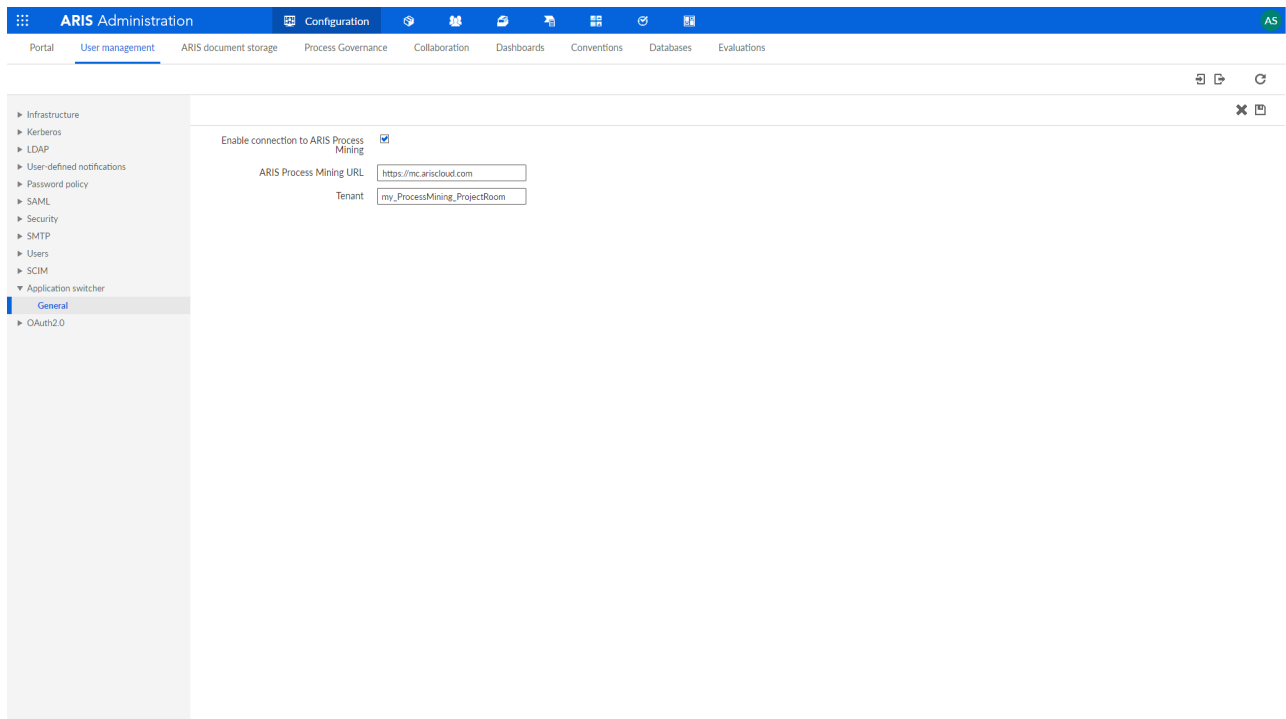 ARIS Administration
Configuration
AS
Portal
User management
ARIS document storage
Process Governance
Collaboration
Dashboards
Conventions
Databases
Evaluations
Infrastructure
Kerberos
LDAP
User-defined notifications
Password policy
SAML
Security
SMTP
Users
SCIM
Application switcher
General
OAuth2.0
Enable connection to ARIS Process
Mining
ARIS Process Mining URL
https://mc.ariscloud.com
Tenant
my_ProcessMining_ProjectRoom